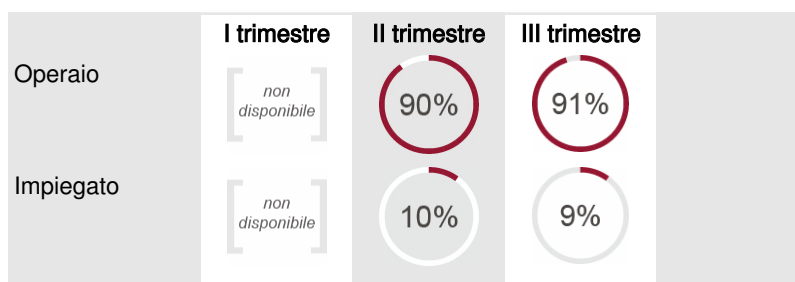 I trimestre II trimestre III trimestre
Operaio
non
disponibile
90% 91%
Impiegato
non
disponibile
10% 9%